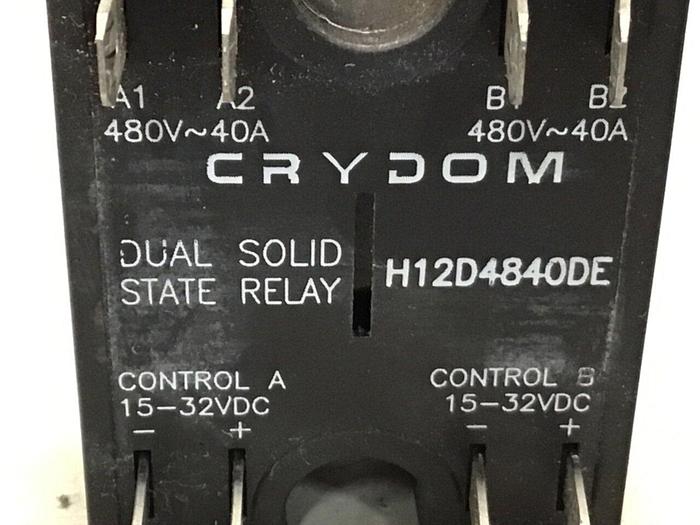 A1 A2 B1 B2
480V~40A 480V~40A
CRYDOM
DUAL SOLID
STATE RELAY
H12D4840DE
CONTROL A CONTROL B
15-32VDC 15-32VDC
- + - +